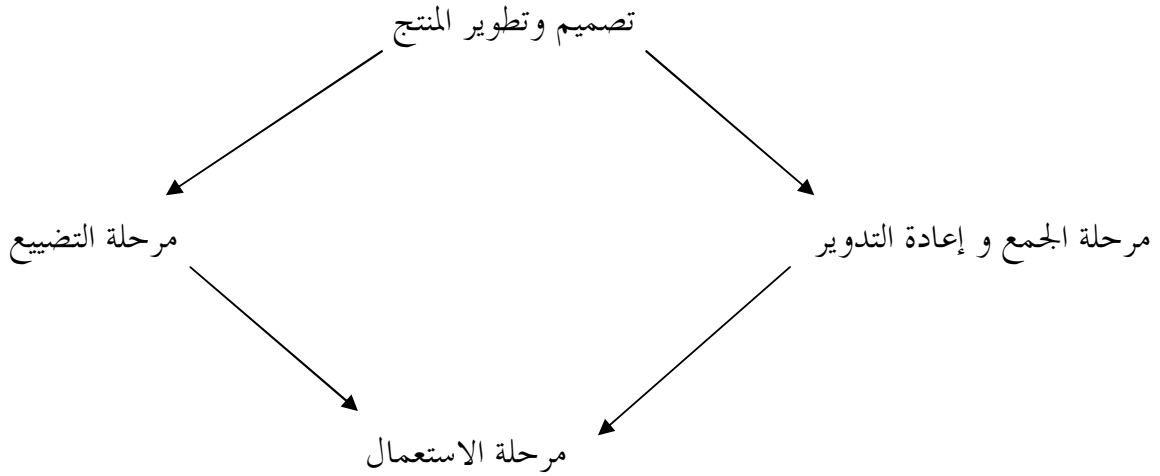 تصميم وتطوير المنتج
مرحلة الجمع و إعادة التدوير
مرحلة التضييع
مرحلة الاستعمال